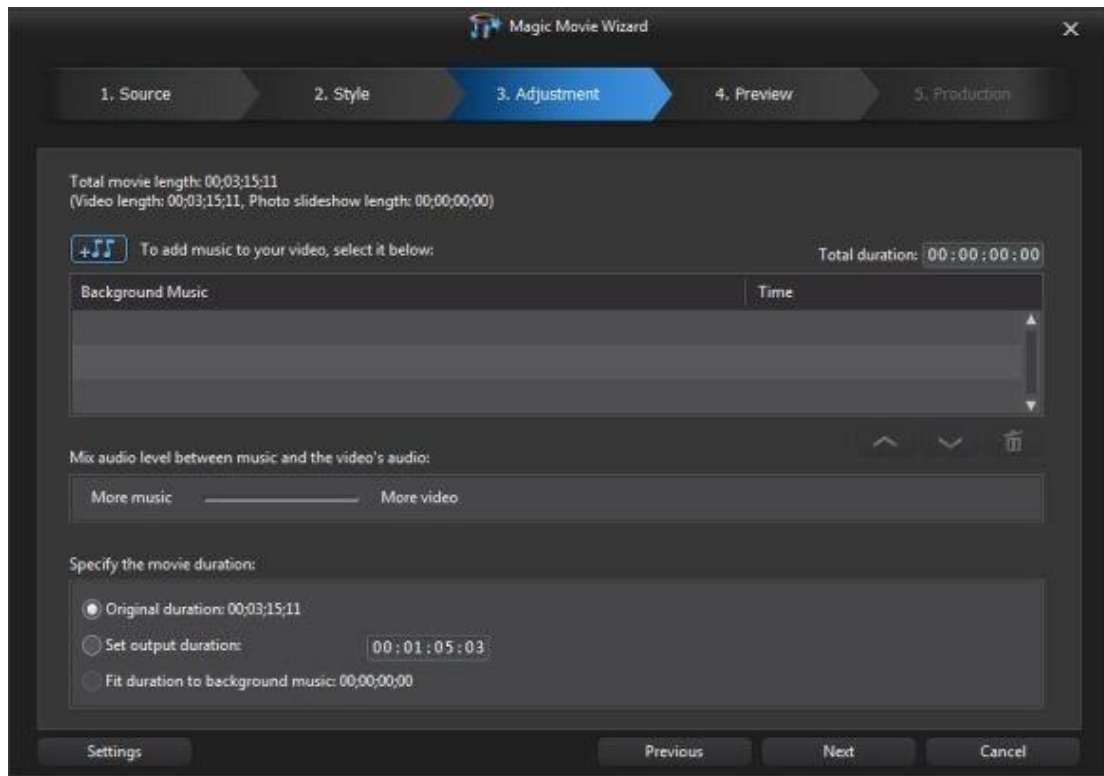 Magic Movie Wizard
1. Source 2. Style 3. Adjustment 4. Preview 5. Production
Total movie length: 00;03;15;11
(Video length: 00;03;15;11, Photo slideshow length: 00;00;00;00)
To add music to your video, select it below: Total duration: 00:00:00:00
Background Music Time
Mix audio level between music and the video's audio:
More music More video
Specify the movie duration:
Original duration: 00;03;15;11
Set output duration: 00:01:05:03
Fit duration to background music: 00;00;00;00
Settings Previous Next Cancel